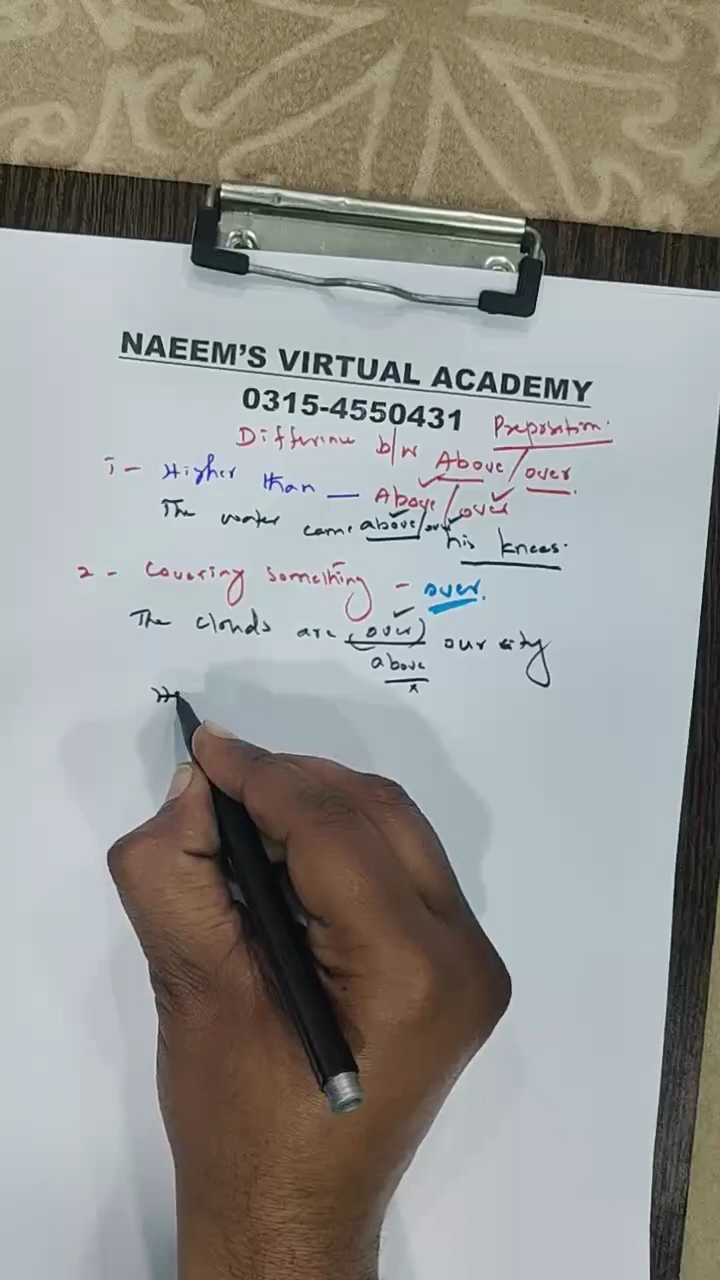 NAEEM'S VIRTUAL ACADEMY
0315-4550431
Preposition.
Difference b/w Above/over
1- Higher than — Above/over
The water came above/over his knees.
2- Covering something - over.
The clouds are (over) our city
above
x